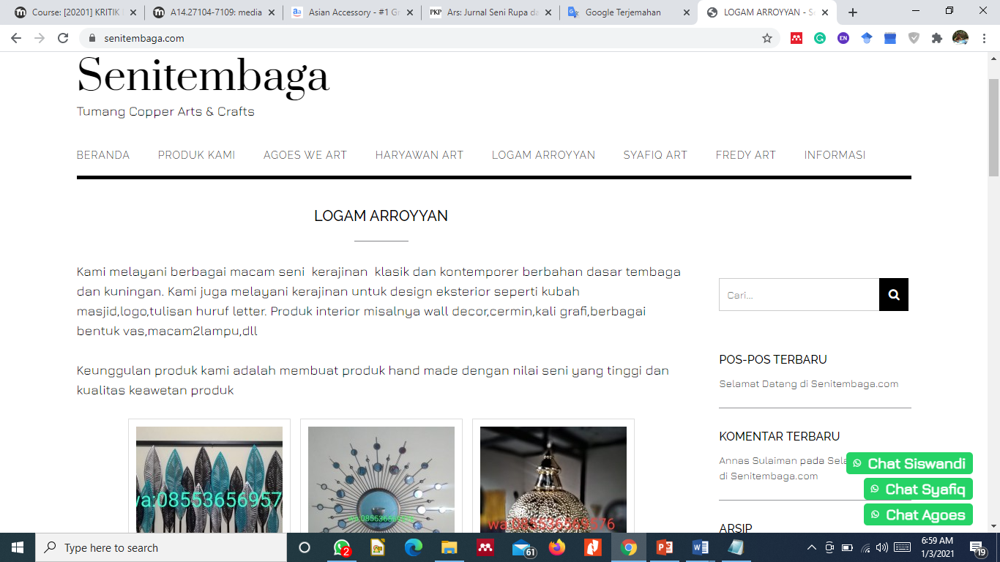 Course: [20201] KRITIK
A14.27104-7109: media
Asian Accessory - #1 Gr
PKP
Ars: Jurnal Seni Rupa da
Google Terjemahan
LOGAM ARROYYAN - Se
senitembaga.com
EN
Senitembaga
Tumang Copper Arts & Crafts
BERANDA
PRODUK KAMI
AGOES WE ART
HARYAWAN ART
LOGAM ARROYYAN
SYAFIQ ART
FREDY ART
INFORMASI
LOGAM ARROYYAN
Kami melayani berbagai macam seni kerajinan klasik dan kontemporer berbahan dasar tembaga
dan kuningan. Kami juga melayani kerajinan untuk design eksterior seperti kubah
masjid,logo,tulisan huruf letter. Produk interior misalnya wall decor,cermin,kali grafi,berbagai
bentuk vas,macam2lampu,dll
Keunggulan produk kami adalah membuat produk hand made dengan nilai seni yang tinggi dan
kualitas keawetan produk
wa:08553656957
wa:085536569576
wa:085536569576
Cari...
POS-POS TERBARU
Selamat Datang di Senitembaga.com
KOMENTAR TERBARU
Annas Sulaiman pada Sela
di Senitembaga.com
ARSIP
Chat Siswandi
Chat Syafiq
Chat Agoes
Type here to search
2
61
6:59 AM
1/3/2021
19